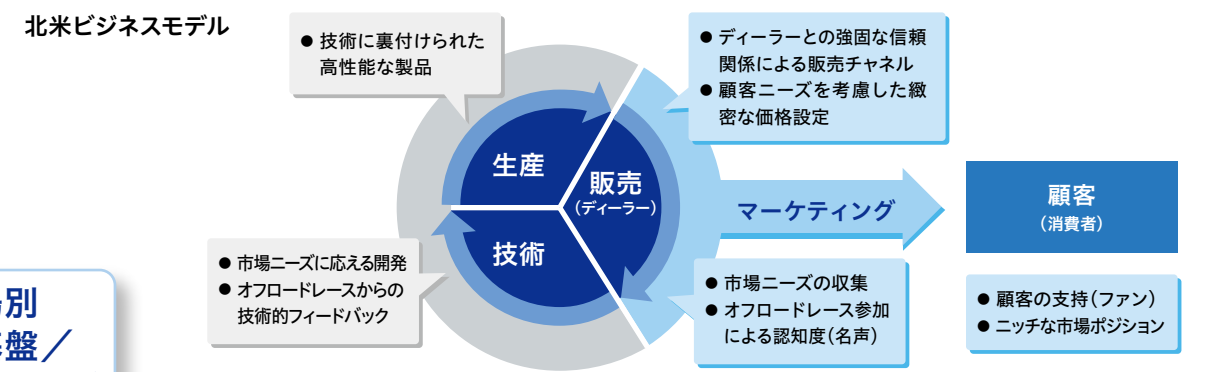 北米ビジネスモデル
● 技術に裏付けられた
高性能な製品
● ディーラーとの強固な信頼
関係による販売チャネル
● 顧客ニーズを考慮した緻
密な価格設定
生産
販売
（ディーラー）
技術
マーケティング
顧客
（消費者）
● 市場ニーズに応える開発
● オフロードレースからの
技術的フィードバック
● 市場ニーズの収集
● オフロードレース参加
による認知度（名声）
● 顧客の支持（ファン）
● ニッチな市場ポジション
別
盤／